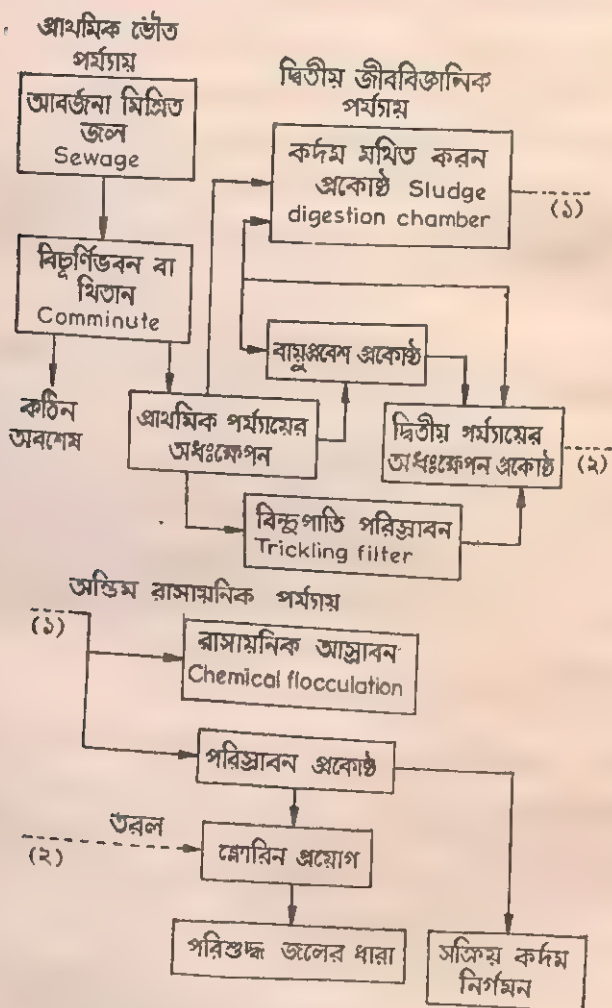 প্রাথমিক ভৌত
পর্যায়
আবর্জনা মিশ্রিত
জল
Sewage
বিচূর্ণিভবন বা
থিতান
Comminute
কঠিন
অবশেষ
প্রাথমিক পর্যায়ের
অধঃক্ষেপন
দ্বিতীয় জীববিজ্ঞানিক
পর্যায়
কর্দম মথিত করন
প্রকোষ্ঠ Sludge
digestion chamber
(১)
বায়ুপ্রবেশ প্রকোষ্ঠ
দ্বিতীয় পর্যায়ের
অধঃক্ষেপন প্রকোষ্ঠ
(২)
বিন্দুপাতি পরিস্রাবন
Trickling filter
অন্তিম রাসায়নিক পর্যায়
(১)
রাসায়নিক আস্রাবন
Chemical flocculation
পরিস্রাবন প্রকোষ্ঠ
তরল
(২)
ক্লোরিন প্রয়োগ
পরিশুদ্ধ জলের ধারা
সক্রিয় কর্দম
নির্গমন